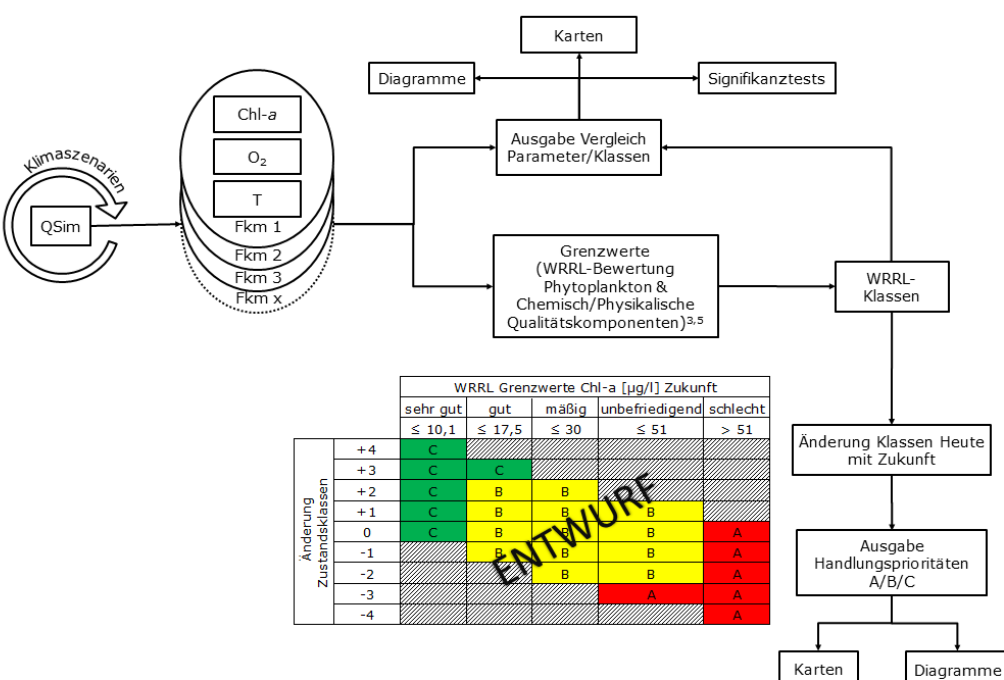 Karten
Diagramme
Signifikanztests
Chl-a
O₂
T
Fkm 1
Fkm 2
Fkm 3
Fkm x
Klimaszenarien
QSim
Ausgabe Vergleich
Parameter/Klassen
Grenzwerte
(WRRL-Bewertung
Phytoplankton &
Chemisch/Physikalische
Qualitätskomponenten)³,⁵
WRRL-
Klassen
WRRL Grenzwerte Chl-a [µg/l] Zukunft
sehr gut gut mäßig unbefriedigend schlecht
≤ 10,1 ≤ 17,5 ≤ 30 ≤ 51 > 51
Änderung
Zustandsklassen
+4 C
+3 C C
+2 C B B
+1 C B B B
0 C B B B A
-1 B B B A
-2 B B A
-3 A A
-4 A
ENTWURF
Änderung Klassen Heute
mit Zukunft
Ausgabe
Handlungsprioritäten
A/B/C
Karten
Diagramme